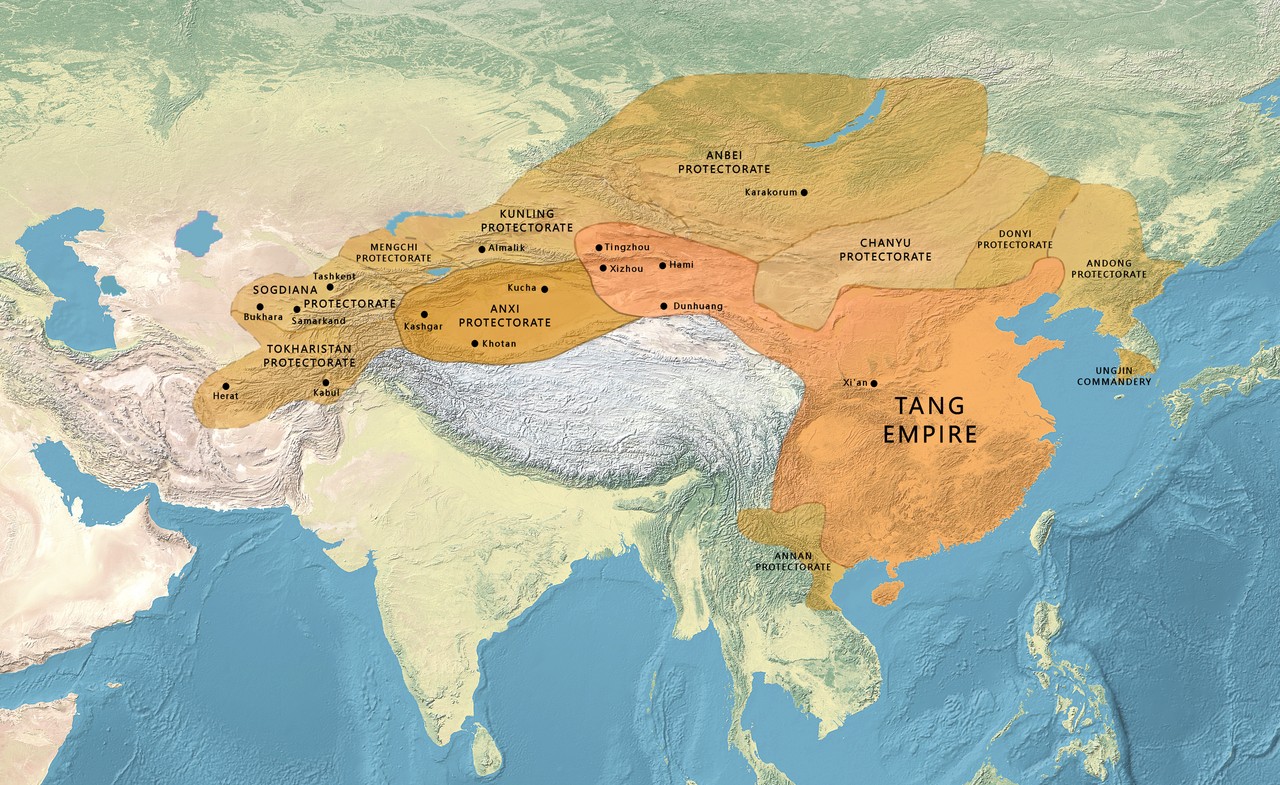 ANBEI
PROTECTORATE
Karakorum
KUNLING
PROTECTORATE
MENGCHI
PROTECTORATE
Almalik
Tingzhou
Xizhou
Hami
CHANYU
PROTECTORATE
DONYI
PROTECTORATE
ANDONG
PROTECTORATE
Tashkent
SOGDIANA
PROTECTORATE
Bukhara
Samarkand
Kucha
Kashgar
ANXI
PROTECTORATE
Khotan
Dunhuang
TOKHARISTAN
PROTECTORATE
Herat
Kabul
Xi'an
TANG
EMPIRE
UNGJIN
COMMANDERY
ANNAN
PROTECTORATE